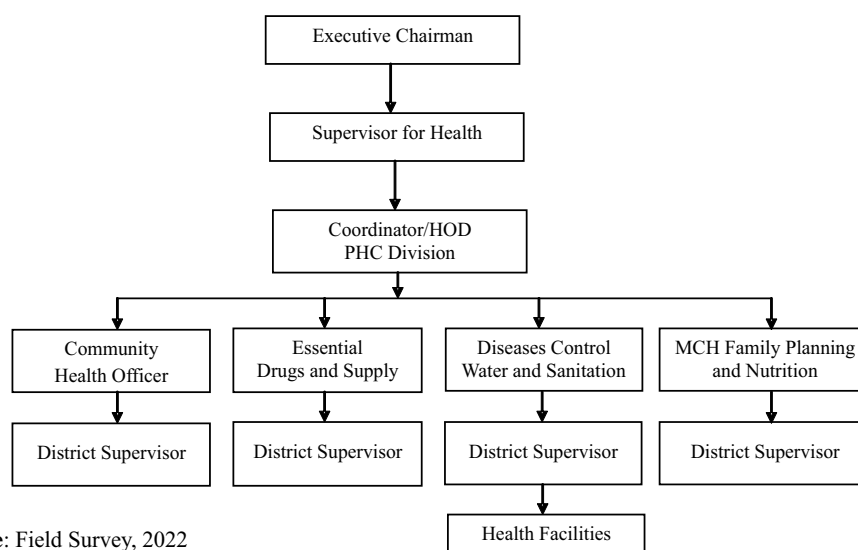 Executive Chairman
Supervisor for Health
Coordinator/HOD
PHC Division
Community
Health Officer
Essential
Drugs and Supply
Diseases Control
Water and Sanitation
MCH Family Planning
and Nutrition
District Supervisor
District Supervisor
District Supervisor
District Supervisor
Health Facilities
e: Field Survey, 2022